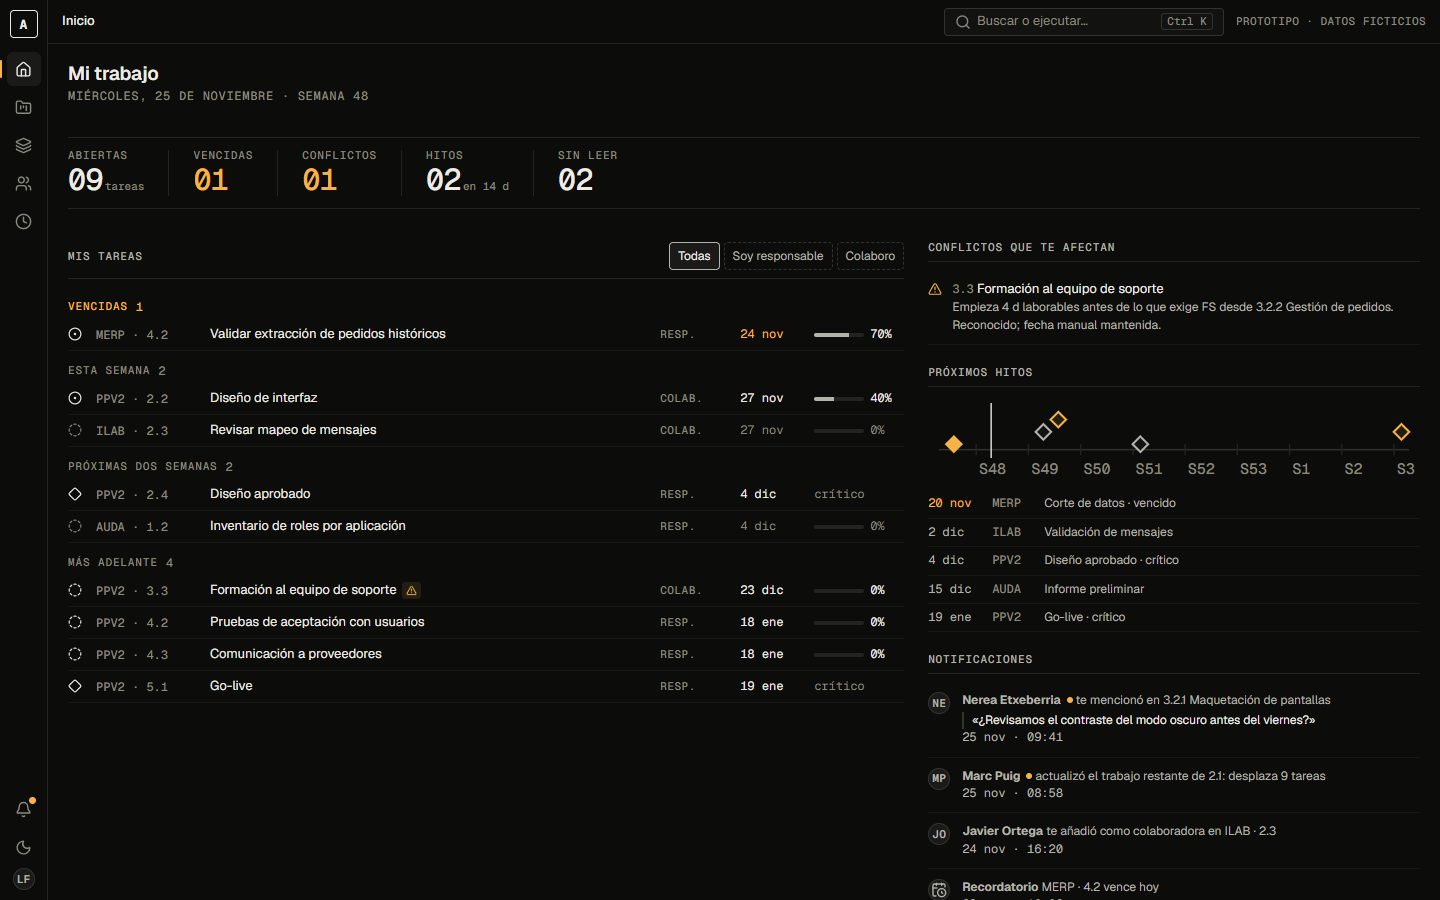 A
Inicio
Buscar o ejecutar...
Ctrl K
PROTOTIPO · DATOS FICTICIOS
Mi trabajo
MIÉRCOLES, 25 DE NOVIEMBRE · SEMANA 48
ABIERTAS
09 tareas
VENCIDAS
01
CONFLICTOS
01
HITOS
02 en 14 d
SIN LEER
02
MIS TAREAS
Todas
Soy responsable
Colaboro
VENCIDAS 1
MERP · 4.2 Validar extracción de pedidos históricos RESP. 24 nov 70%
ESTA SEMANA 2
PPV2 · 2.2 Diseño de interfaz COLAB. 27 nov 40%
ILAB · 2.3 Revisar mapeo de mensajes COLAB. 27 nov 0%
PRÓXIMAS DOS SEMANAS 2
PPV2 · 2.4 Diseño aprobado RESP. 4 dic crítico
AUDA · 1.2 Inventario de roles por aplicación RESP. 4 dic 0%
MÁS ADELANTE 4
PPV2 · 3.3 Formación al equipo de soporte COLAB. 23 dic 0%
PPV2 · 4.2 Pruebas de aceptación con usuarios RESP. 18 ene 0%
PPV2 · 4.3 Comunicación a proveedores RESP. 18 ene 0%
PPV2 · 5.1 Go-live RESP. 19 ene crítico
CONFLICTOS QUE TE AFECTAN
3.3 Formación al equipo de soporte
Empieza 4 d laborables antes de lo que exige FS desde 3.2.2 Gestión de pedidos.
Reconocido; fecha manual mantenida.
PRÓXIMOS HITOS
S48 S49 S50 S51 S52 S53 S1 S2 S3
20 nov MERP Corte de datos · vencido
2 dic ILAB Validación de mensajes
4 dic PPV2 Diseño aprobado · crítico
15 dic AUDA Informe preliminar
19 ene PPV2 Go-live · crítico
NOTIFICACIONES
NE Nerea Etxeberria te mencionó en 3.2.1 Maquetación de pantallas
«¿Revisamos el contraste del modo oscuro antes del viernes?»
25 nov · 09:41
MP Marc Puig actualizó el trabajo restante de 2.1: desplaza 9 tareas
25 nov · 08:58
JO Javier Ortega te añadió como colaboradora en ILAB · 2.3
24 nov · 16:20
Recordatorio MERP · 4.2 vence hoy
LF